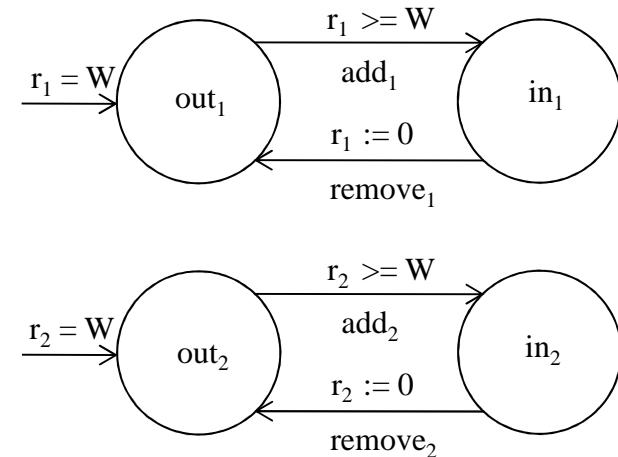 r₁ >= W
r₁ = W
add₁
out₁
in₁
r₁ := 0
remove₁
r₂ >= W
r₂ = W
add₂
out₂
in₂
r₂ := 0
remove₂